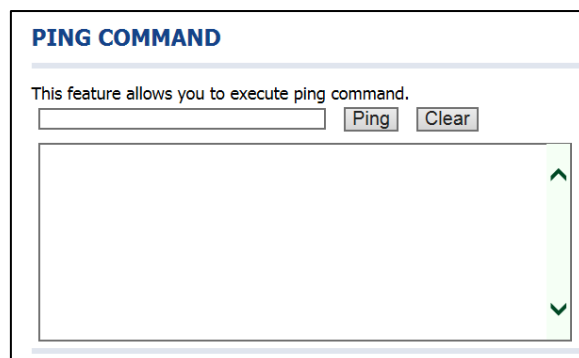 PING COMMAND
This feature allows you to execute ping command.
Ping Clear